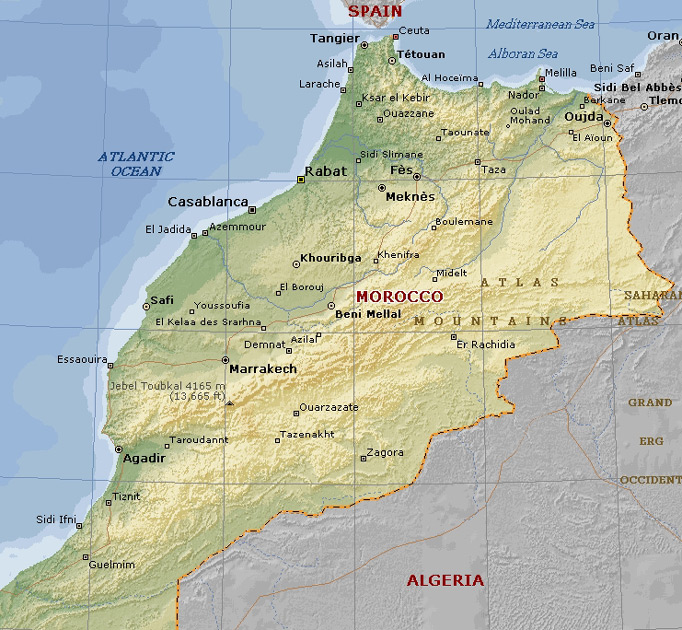 SPAIN
Ceuta
Mediterranean Sea
Tangier
Oran
Tétouan
Alboran Sea
Asilah
Beni Saf
Melilla
Al Hoceïma
Larache
Sidi Bel Abbès
Nador
Ksar el Kebir
Barkane
Tlemc
Ouazzane
Oulad
Mohand
Oujda
Taounate
El Aïoun
ATLANTIC
OCEAN
Sidi Slimane
Rabat
Fès
Taza
Meknès
Casablanca
Boulemane
El Jadida
Azemmour
Khouribga
Khenifra
Midelt
ATLAS
El Borouj
MOROCCO
SAHARAN
Safi
Youssoufia
Beni Mellal
MOUNTAINE
ATLAS
El Kelaa des Srarhna
Azilal
Demnat
Er Rachidia
Essaouira
Marrakech
Jebel Toubkal 4165 m
(13,665 ft)
GRAND
Ouarzazate
Taroudannt
Tazenakht
ERG
Agadir
Zagora
OCCIDENT
Tiznit
Sidi Ifni
Guelmim
ALGERIA